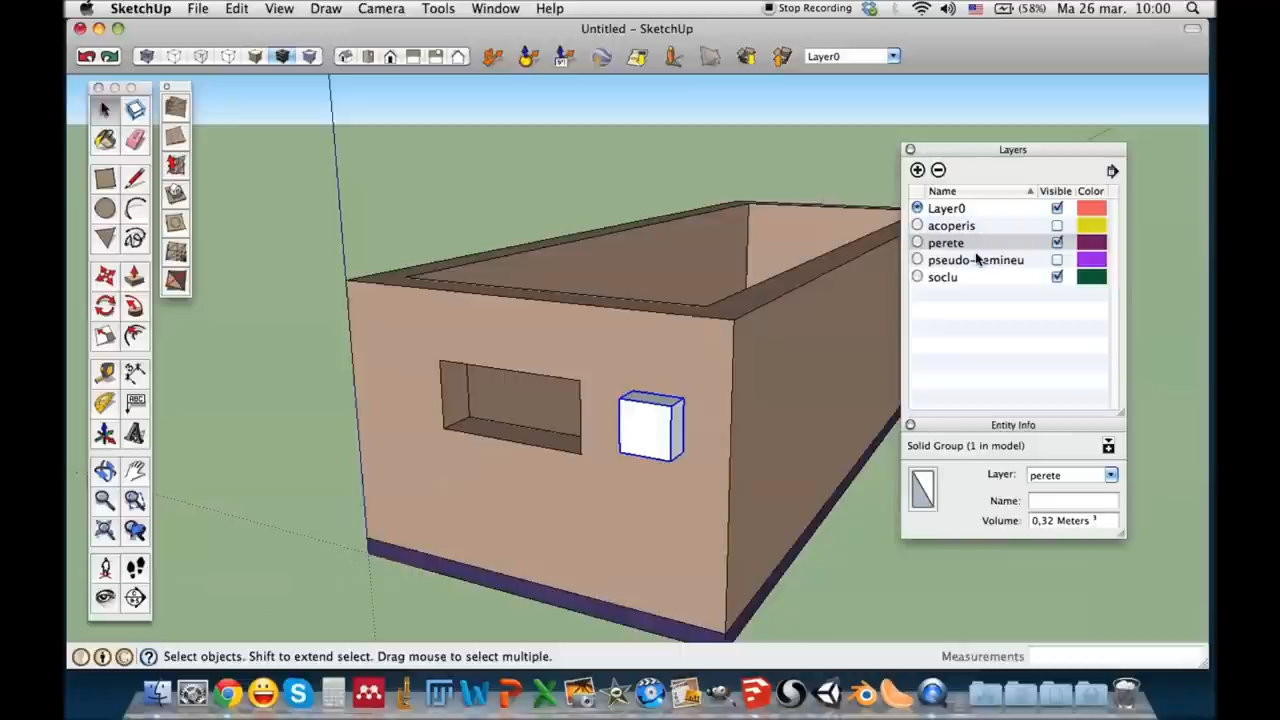 SketchUp File Edit View Draw Camera Tools Window Help Stop Recording (58%) Ma 26 mar. 10:00
Untitled – SketchUp
Layer0
Layers
Name Visible Color
Layer0
acoperis
perete
soclu
Entity Info
Solid Group (1 in model)
Layer: perete
Name:
Volume: 0,32 Meters ³
Select objects. Shift to extend select. Drag mouse to select multiple. Measurements